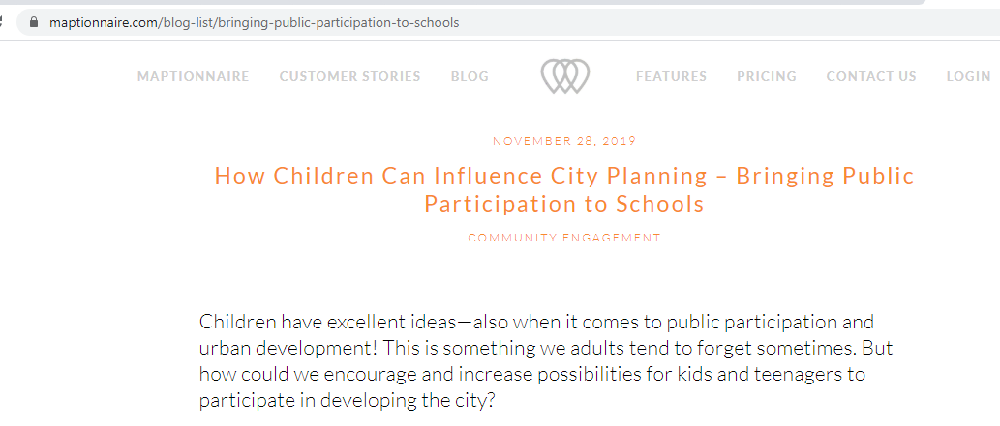 maptionnaire.com/blog-list/bringing-public-participation-to-schools
MAPTIONNAIRE CUSTOMER STORIES BLOG FEATURES PRICING CONTACT US LOGIN
NOVEMBER 28, 2019
How Children Can Influence City Planning – Bringing Public
Participation to Schools
COMMUNITY ENGAGEMENT
Children have excellent ideas—also when it comes to public participation and
urban development! This is something we adults tend to forget sometimes. But
how could we encourage and increase possibilities for kids and teenagers to
participate in developing the city?